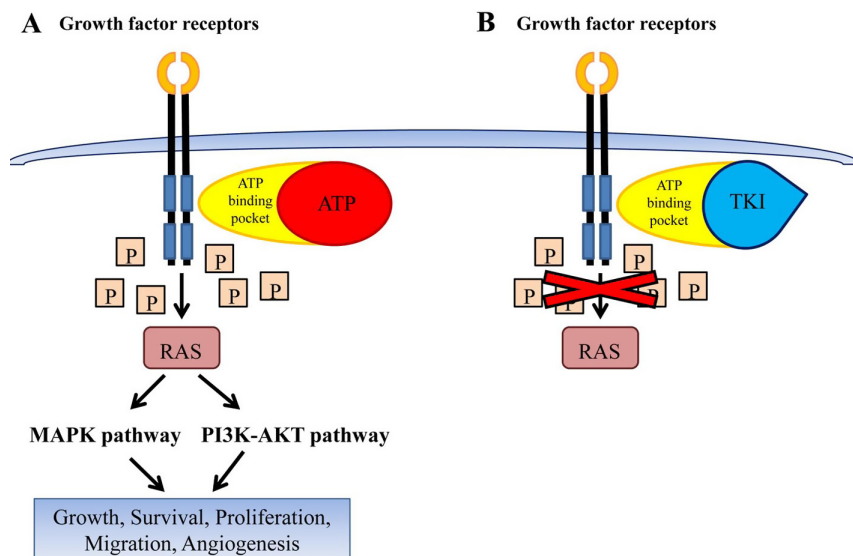 A Growth factor receptors
ATP
binding
pocket
ATP
P
P
P
P
P
P
RAS
MAPK pathway PI3K-AKT pathway
Growth, Survival, Proliferation,
Migration, Angiogenesis
B Growth factor receptors
ATP
binding
pocket
TKI
P
P
P
P
P
P
RAS